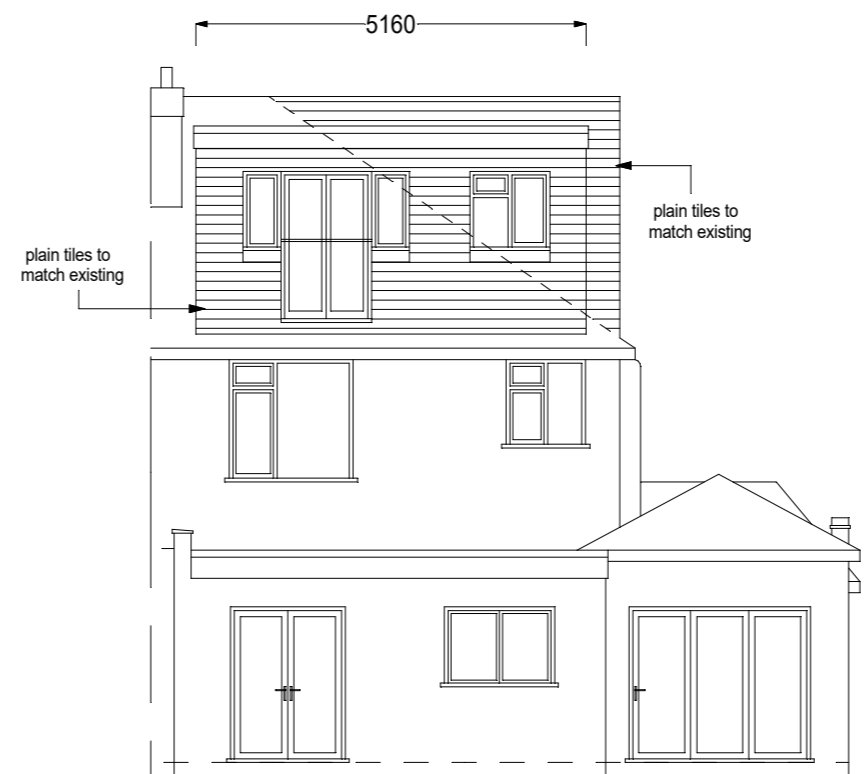 5160
plain tiles to
match existing
plain tiles to
match existing